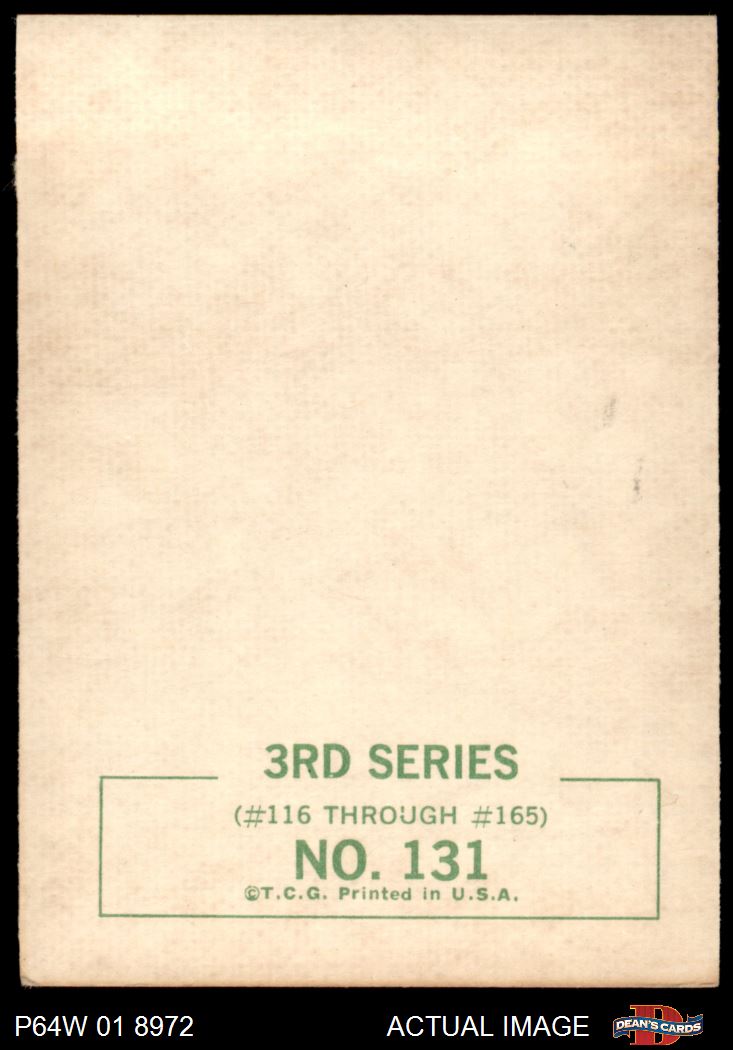 3RD SERIES
(#116 THROUGH #165)
NO. 131
©T.C.G. Printed in U.S.A.
P64W 01 8972
ACTUAL IMAGE
D
DEAN'S CARDS